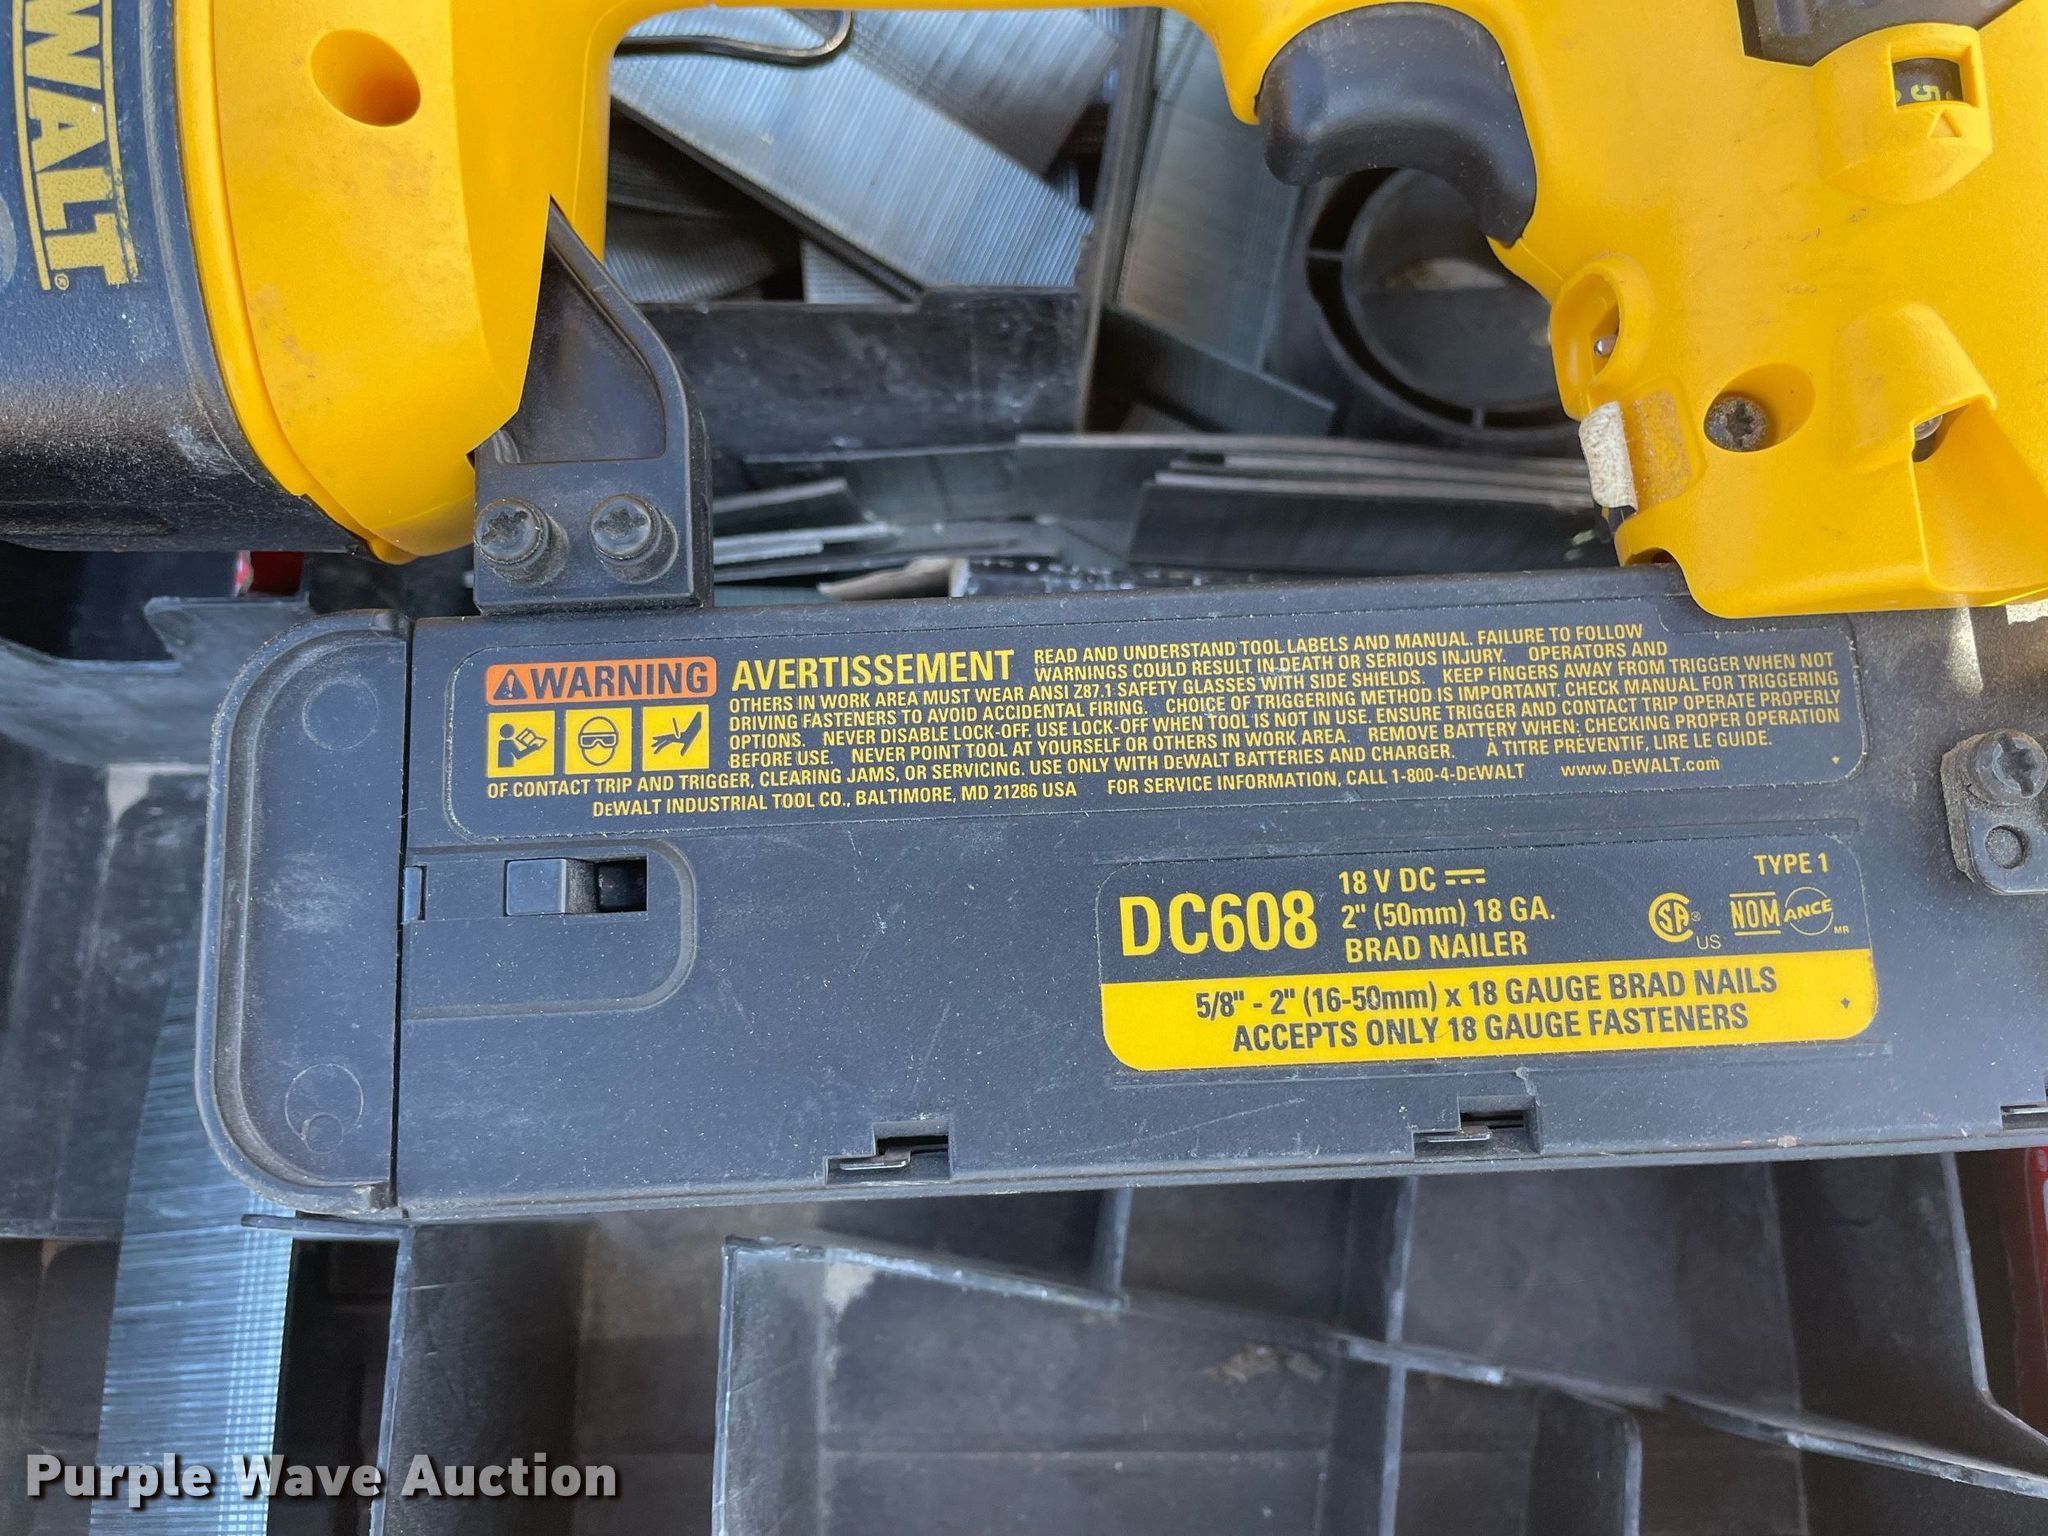 WALT®
5
WARNING AVERTISSEMENT READ AND UNDERSTAND TOOL LABELS AND MANUAL. FAILURE TO FOLLOW
WARNINGS COULD RESULT IN DEATH OR SERIOUS INJURY. OPERATORS AND
OTHERS IN WORK AREA MUST WEAR ANSI Z87.1 SAFETY GLASSES WITH SIDE SHIELDS. KEEP FINGERS AWAY FROM TRIGGER WHEN NOT
DRIVING FASTENERS TO AVOID ACCIDENTAL FIRING. CHOICE OF TRIGGERING METHOD IS IMPORTANT. CHECK MANUAL FOR TRIGGERING
OPTIONS. NEVER DISABLE LOCK-OFF. USE LOCK-OFF WHEN TOOL IS NOT IN USE. ENSURE TRIGGER AND CONTACT TRIP OPERATE PROPERLY
BEFORE USE. NEVER POINT TOOL AT YOURSELF OR OTHERS IN WORK AREA. REMOVE BATTERY WHEN: CHECKING PROPER OPERATION
OF CONTACT TRIP AND TRIGGER, CLEARING JAMS, OR SERVICING. USE ONLY WITH DEWALT BATTERIES AND CHARGER. À TITRE PRÉVENTIF, LIRE LE GUIDE.
DEWALT INDUSTRIAL TOOL CO., BALTIMORE, MD 21286 USA FOR SERVICE INFORMATION, CALL 1-800-4-DEWALT www.DEWALT.com
DC608
18 V DC
2" (50mm) 18 GA.
BRAD NAILER
TYPE 1
SA® US NOM ANCE MR
5/8" - 2" (16-50mm) x 18 GAUGE BRAD NAILS
ACCEPTS ONLY 18 GAUGE FASTENERS
Purple Wave Auction